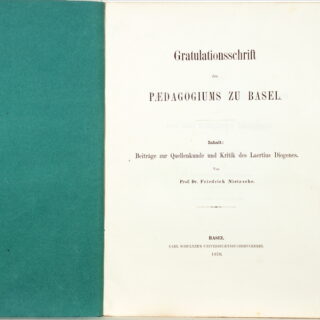 Gratulationsschrift
des
PÆDAGOGIUMS ZU BASEL.
Inhalt:
Beiträge zur Quellenkunde und Kritik des Laertius Diogenes.
Von
Prof. Dr. Friedrich Nietzsche.
BASEL.
CARL SCHULTZE'S UNIVERSITÆTSBUCHDRUCKEREI.
1870.